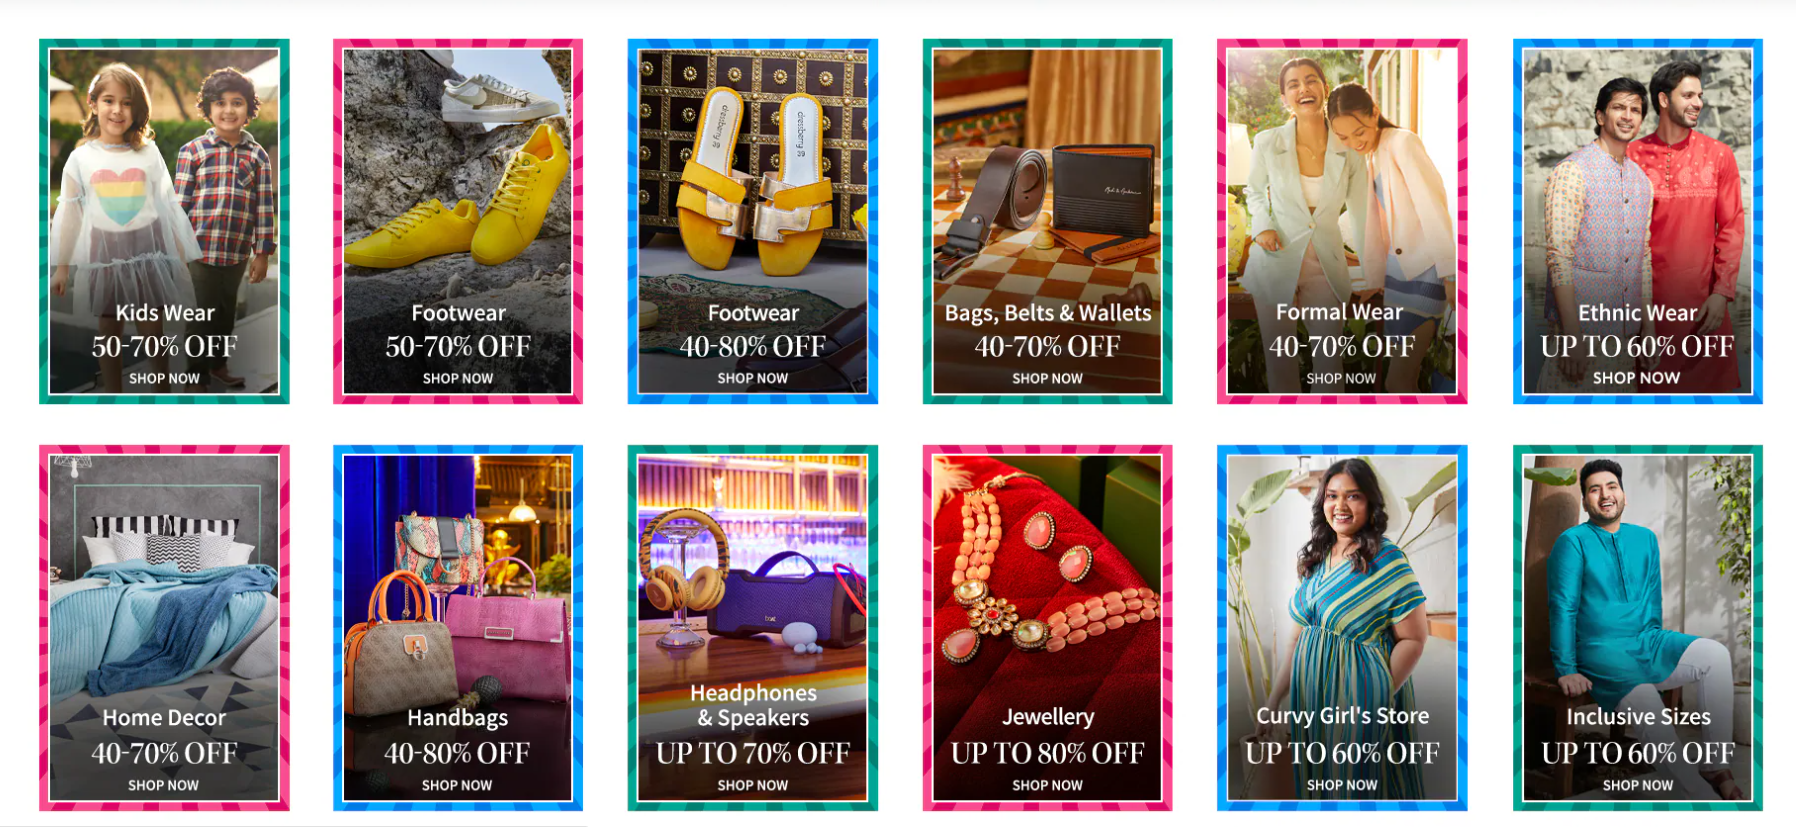 Kids Wear
50-70% OFF
SHOP NOW
Footwear
50-70% OFF
SHOP NOW
dressberry
dressberry
Footwear
40-80% OFF
SHOP NOW
Bags, Belts & Wallets
40-70% OFF
SHOP NOW
Formal Wear
40-70% OFF
SHOP NOW
Ethnic Wear
UP TO 60% OFF
SHOP NOW
Home Decor
40-70% OFF
SHOP NOW
Handbags
40-80% OFF
SHOP NOW
boAt
Headphones
& Speakers
UP TO 70% OFF
SHOP NOW
Jewellery
UP TO 80% OFF
SHOP NOW
Curvy Girl's Store
UP TO 60% OFF
SHOP NOW
Inclusive Sizes
UP TO 60% OFF
SHOP NOW